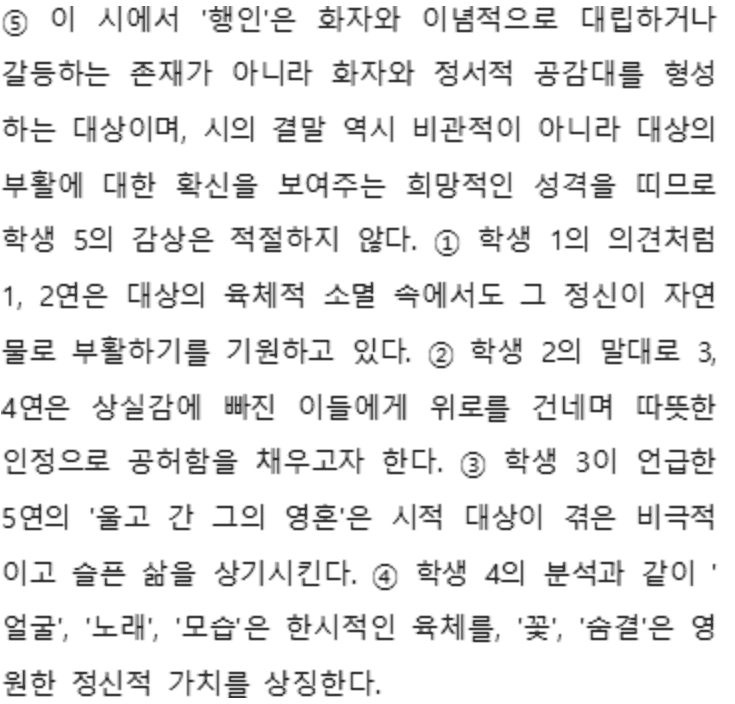 ⑤ 이 시에서 '행인'은 화자와 이념적으로 대립하거나
갈등하는 존재가 아니라 화자와 정서적 공감대를 형성
하는 대상이며, 시의 결말 역시 비관적이 아니라 대상의
부활에 대한 확신을 보여주는 희망적인 성격을 띠므로
학생 5의 감상은 적절하지 않다. ① 학생 1의 의견처럼
1, 2연은 대상의 육체적 소멸 속에서도 그 정신이 자연
물로 부활하기를 기원하고 있다. ② 학생 2의 말대로 3,
4연은 상실감에 빠진 이들에게 위로를 건네며 따뜻한
인정으로 공허함을 채우고자 한다. ③ 학생 3이 언급한
5연의 '울고 간 그의 영혼'은 시적 대상이 겪은 비극적
이고 슬픈 삶을 상기시킨다. ④ 학생 4의 분석과 같이 '
얼굴', '노래', '모습'은 한시적인 육체를, '꽃', '숨결'은 영
원한 정신적 가치를 상징한다.